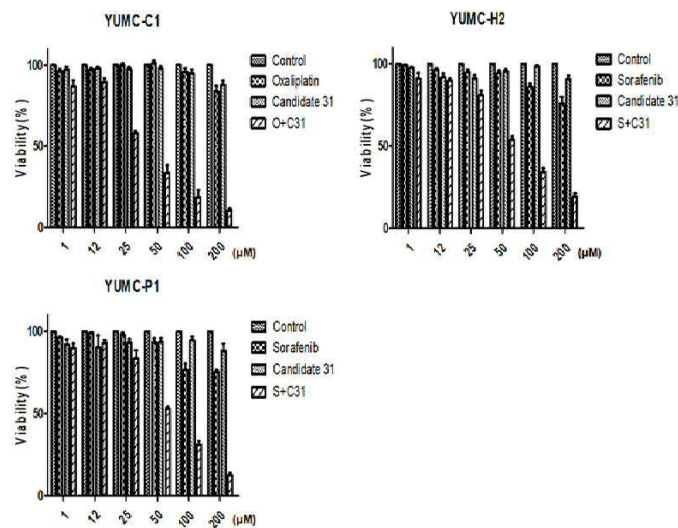 YUMC-C1
Viability (%)
100
50
0
1 12 25 50 100 200 (μM)
Control
Oxaliplatin
Candidate 31
O+C31
YUMC-H2
Viability (%)
100
50
0
1 12 25 50 100 200 (μM)
Control
Sorafenib
Candidate 31
S+C31
YUMC-P1
Viability (%)
100
50
0
1 12 25 50 100 200 (μM)
Control
Sorafenib
Candidate 31
S+C31